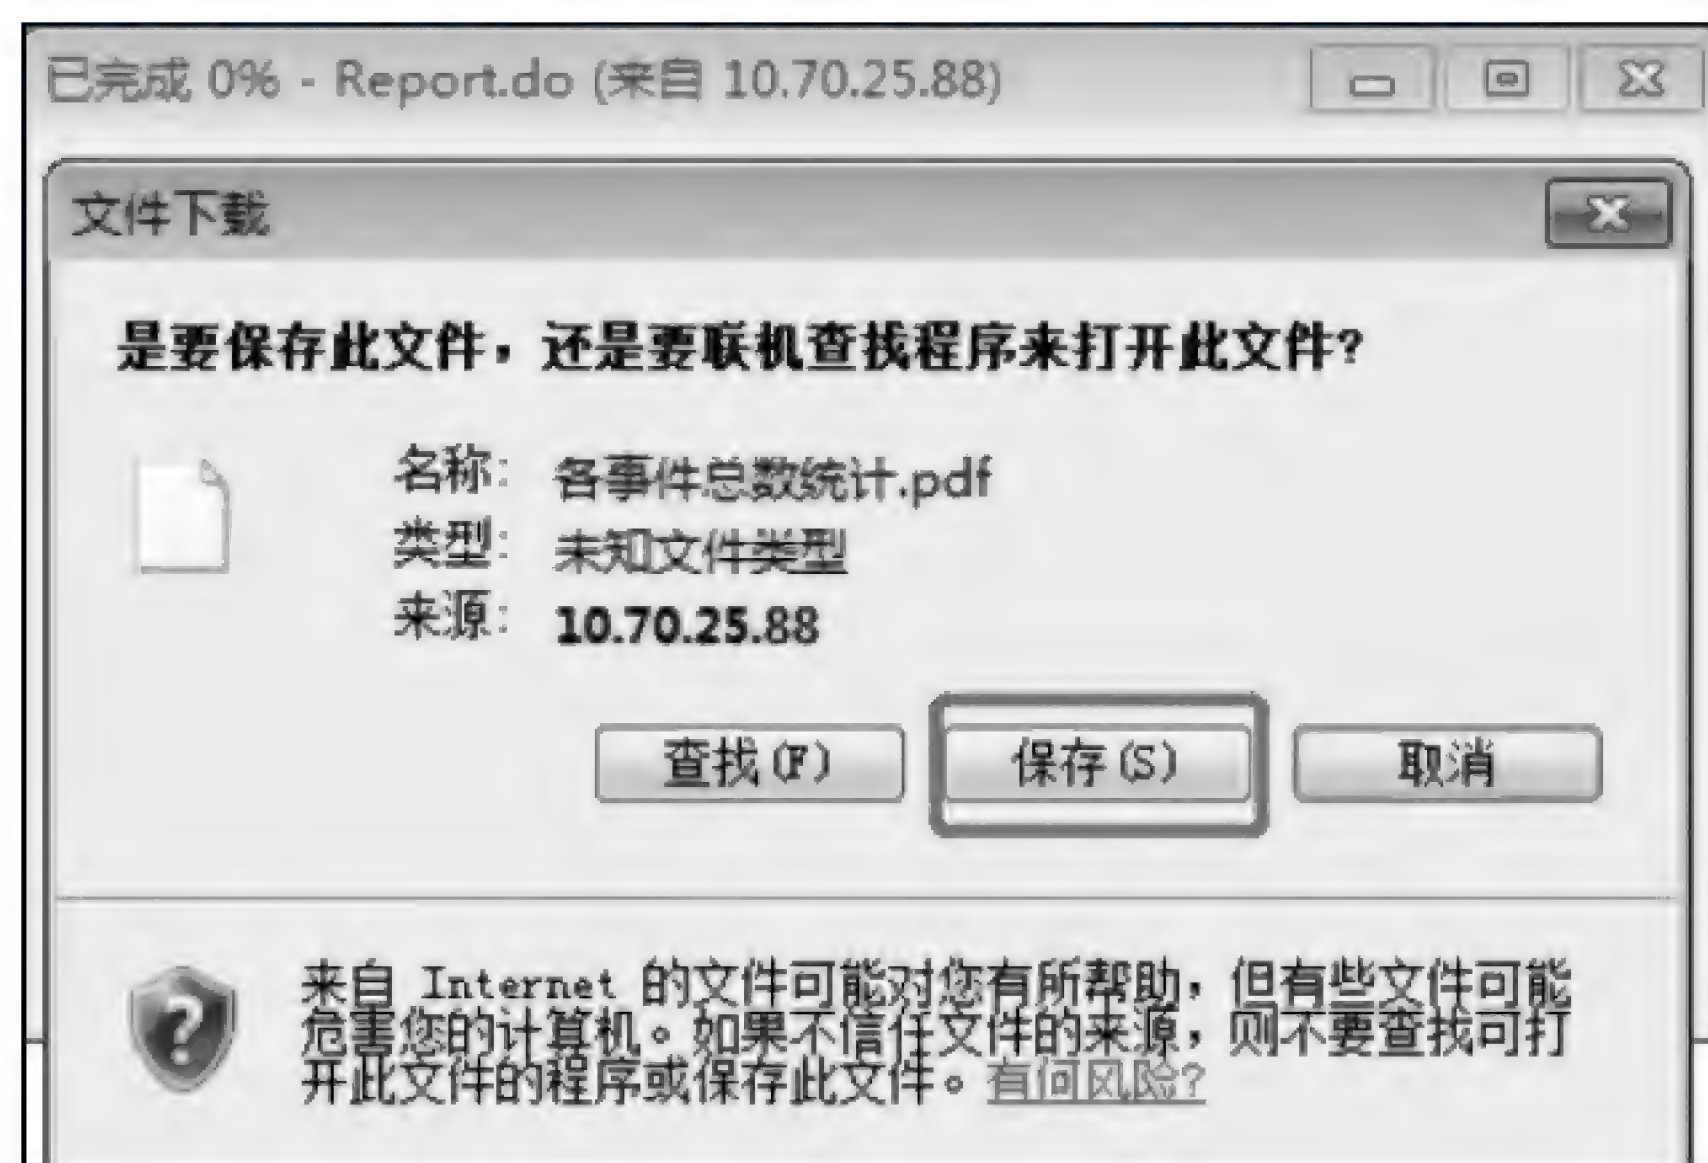 已完成 0% - Report.do (来自 10.70.25.88)
文件下载
是要保存此文件，还是要联机查找程序来打开此文件?
名称: 各事件总数统计.pdf
类型: 未知文件类型
来源: 10.70.25.88
查找(F) 保存(S) 取消
来自 Internet 的文件可能对您有所帮助，但有些文件可能
危害您的计算机。如果不信任文件的来源，则不要查找可打
开此文件的程序或保存此文件。有何风险?